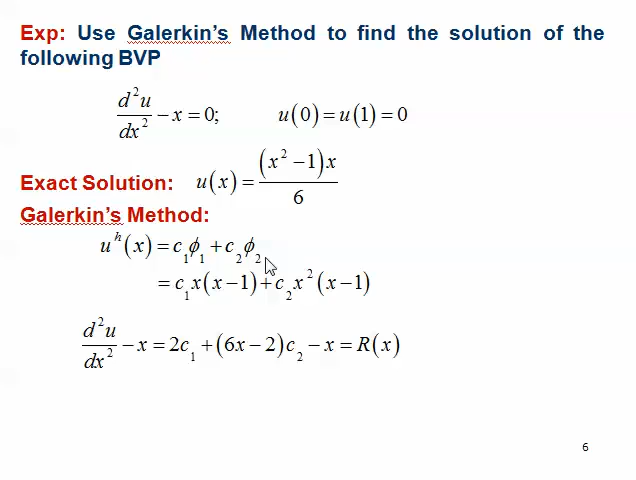 Exp: Use Galerkin's Method to find the solution of the
following BVP
d²u/dx² − x = 0; u(0) = u(1) = 0
Exact Solution: u(x) = (x² − 1)x / 6
Galerkin's Method:
uʰ(x) = c₁ϕ₁ + c₂ϕ₂
= c₁x(x − 1) + c₂x²(x − 1)
d²u/dx² − x = 2c₁ + (6x − 2)c₂ − x = R(x)
6